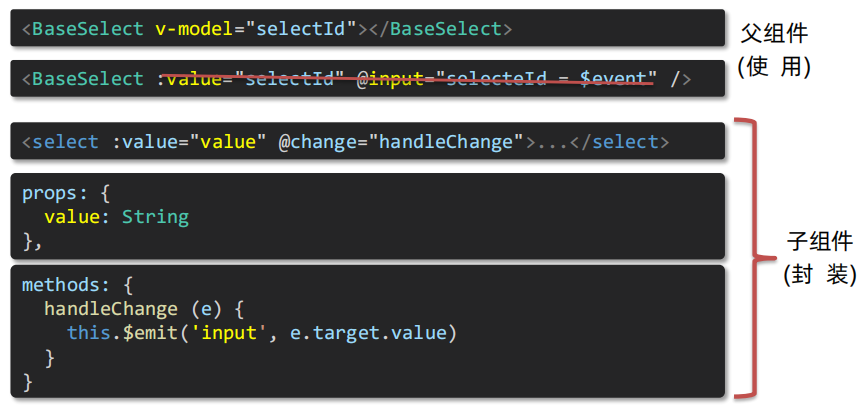 <BaseSelect v-model="selectId"></BaseSelect>
<BaseSelect :value="selectId" @input="selecteId = $event" />
父组件
(使 用)
<select :value="value" @change="handleChange">...</select>
props: {
  value: String
},
methods: {
  handleChange (e) {
    this.$emit('input', e.target.value)
  }
}
子组件
(封 装)